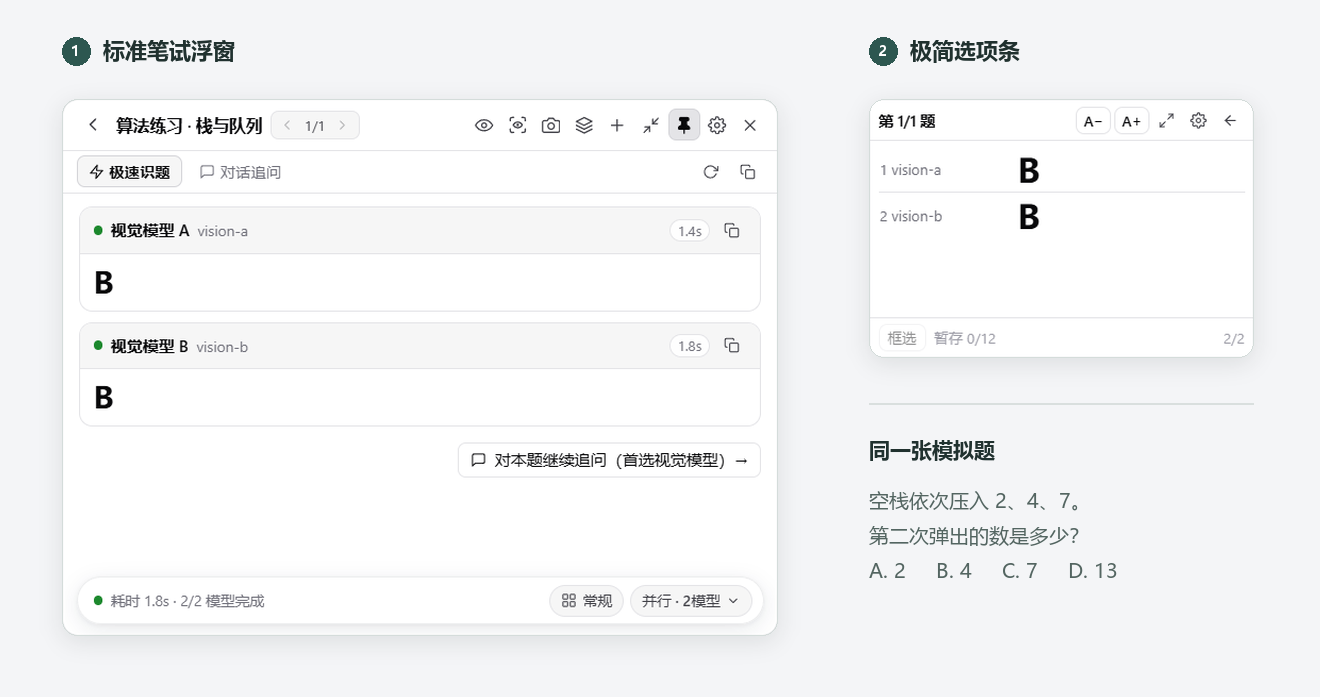 1 标准笔试浮窗
算法练习 · 栈与队列 1/1
极速识题 对话追问
视觉模型 A vision-a 1.4s
B
视觉模型 B vision-b 1.8s
B
对本题继续追问（首选视觉模型）→
耗时 1.8s · 2/2 模型完成 常规 并行 · 2模型
2 极简选项条
第 1/1 题 A− A+
1 vision-a B
2 vision-b B
框选 暂存 0/12 2/2
同一张模拟题
空栈依次压入 2、4、7。
第二次弹出的数是多少？
A. 2 B. 4 C. 7 D. 13